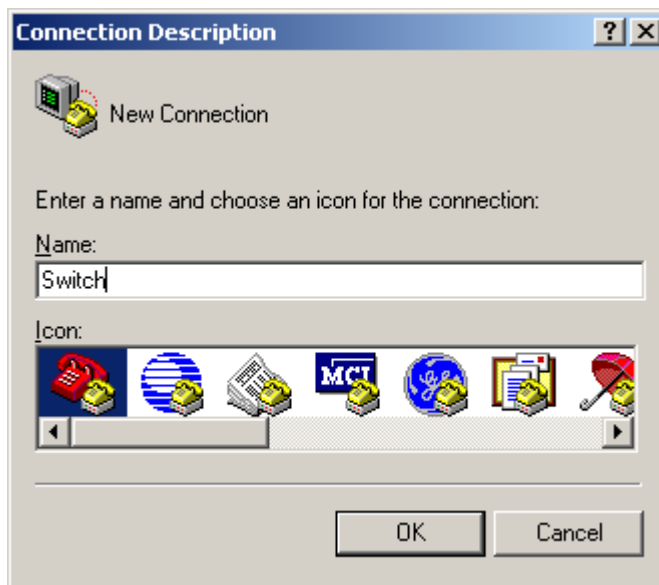 Connection Description
New Connection
Enter a name and choose an icon for the connection:
Name:
Switch
Icon:
MCI
OK Cancel